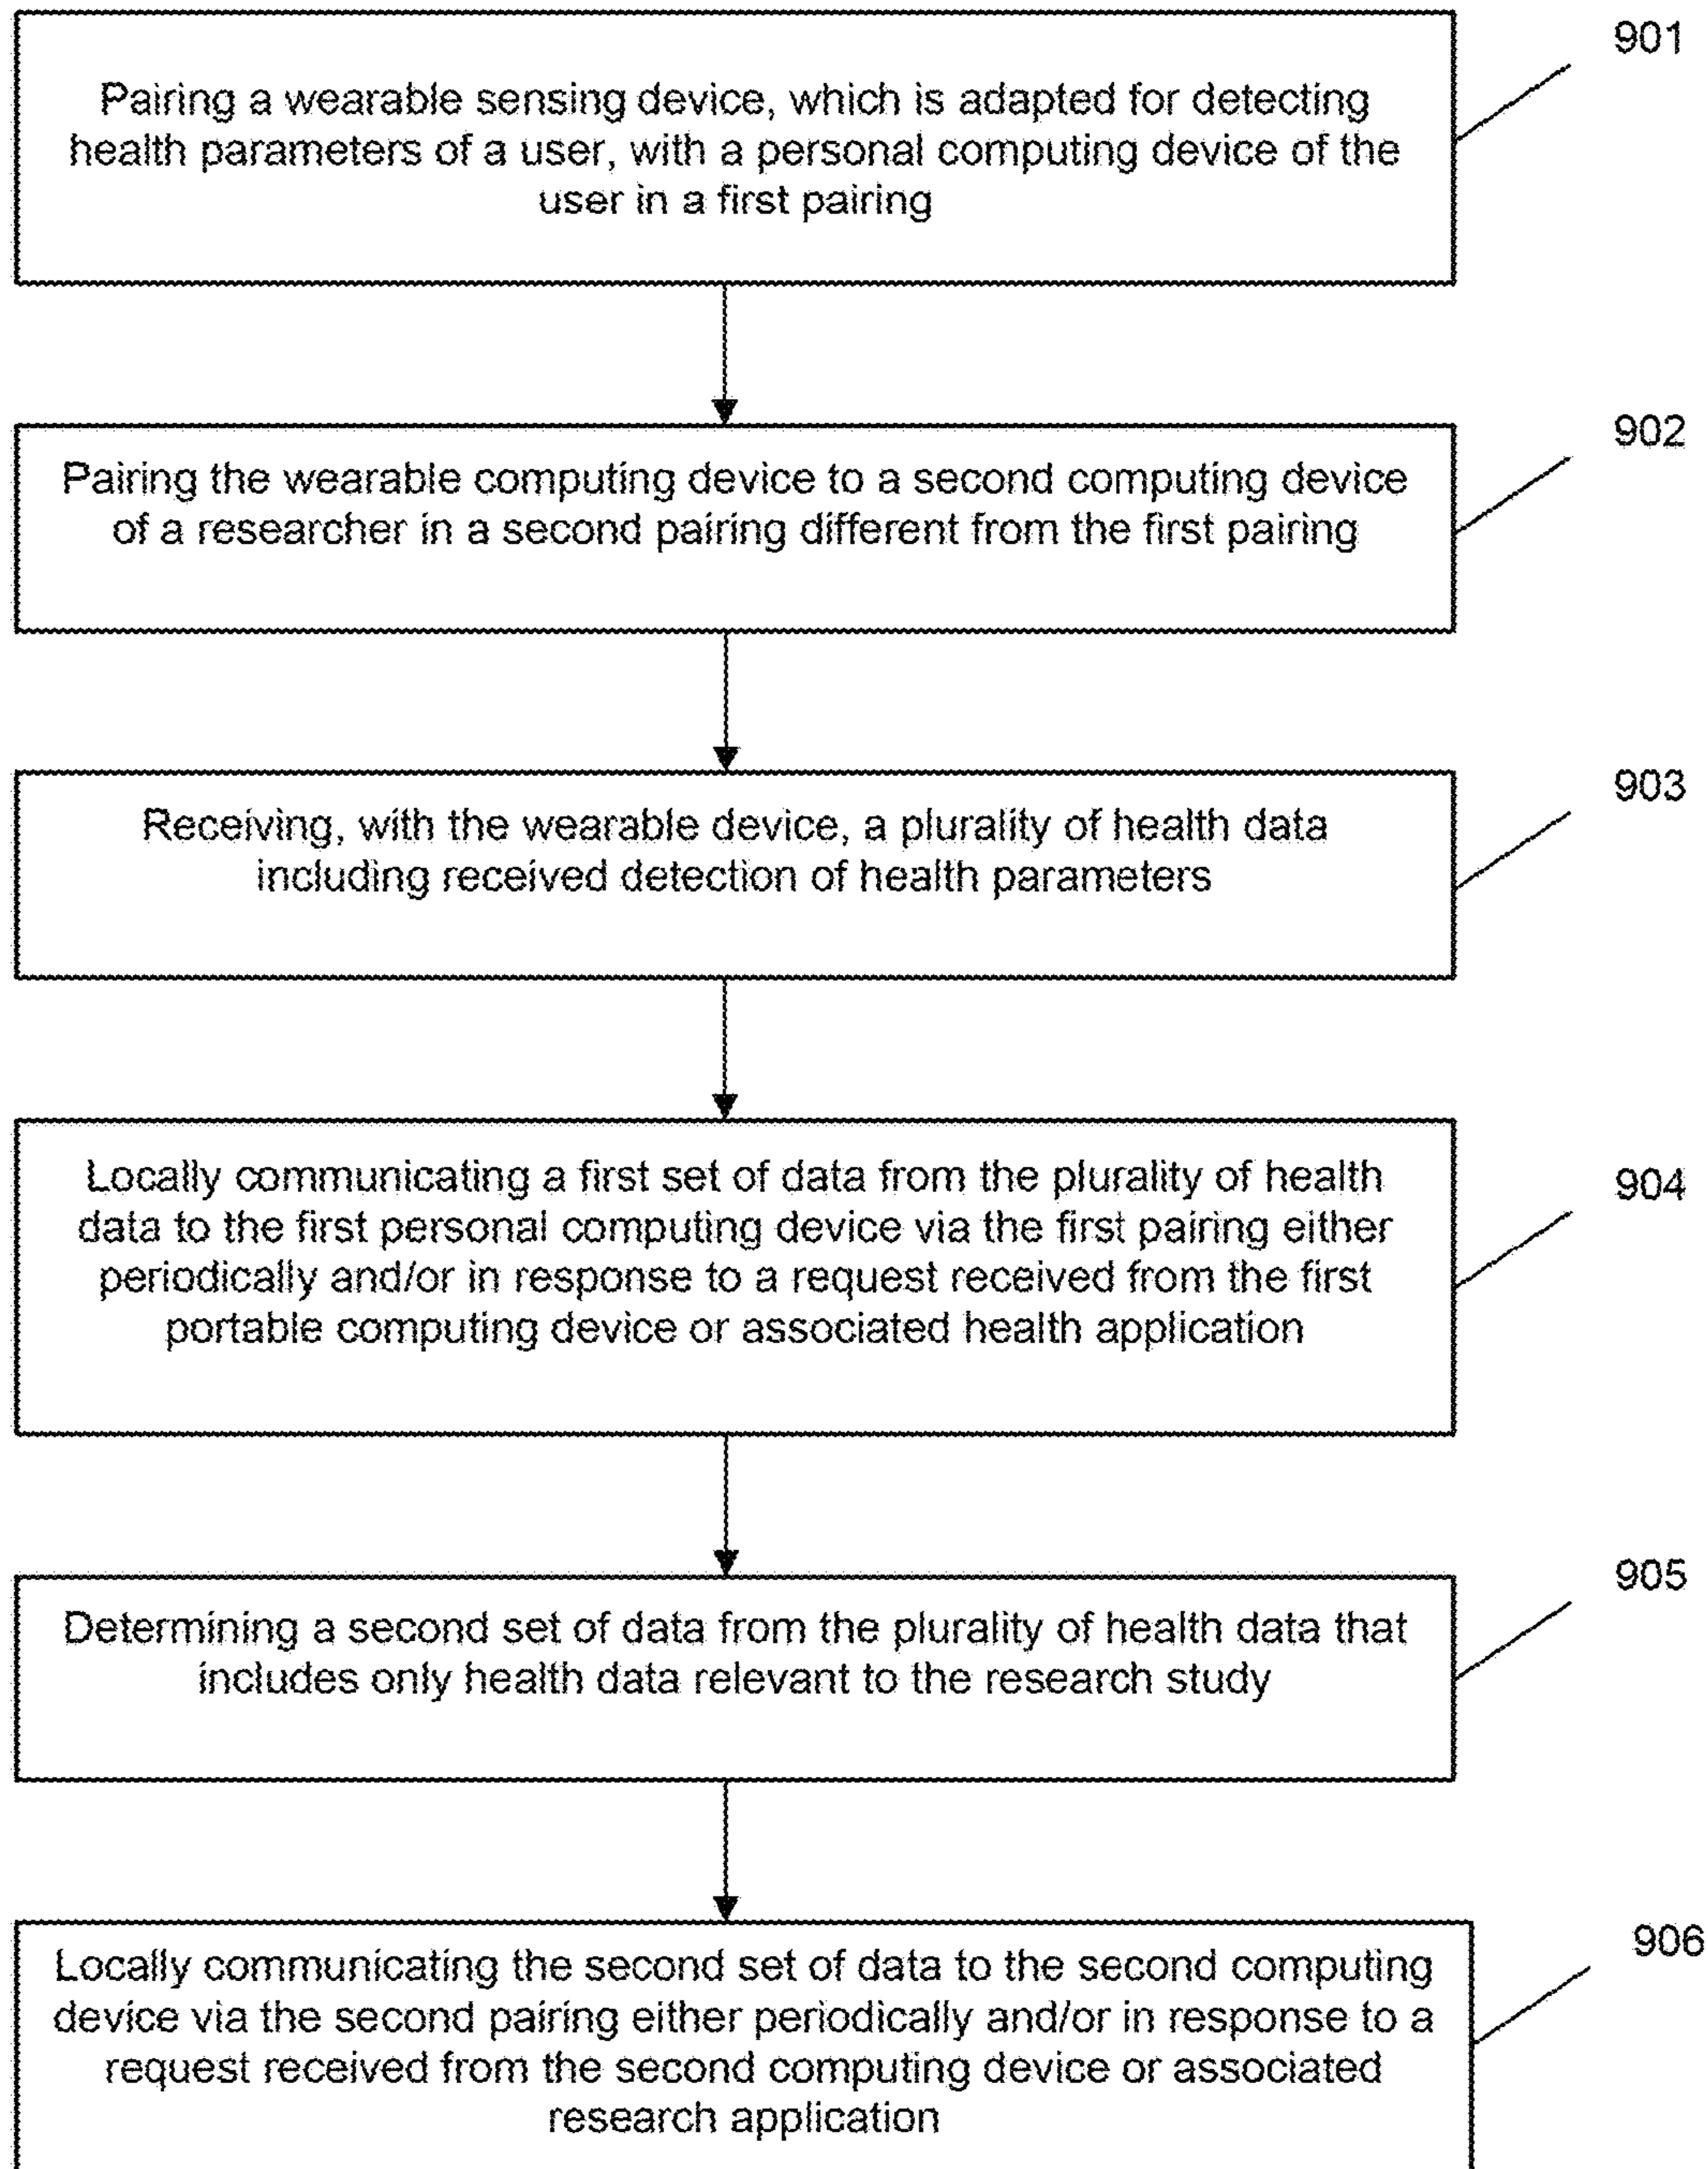 901
Pairing a wearable sensing device, which is adapted for detecting
health parameters of a user, with a personal computing device of the
user in a first pairing
902
Pairing the wearable computing device to a second computing device
of a researcher in a second pairing different from the first pairing
903
Receiving, with the wearable device, a plurality of health data
including received detection of health parameters
904
Locally communicating a first set of data from the plurality of health
data to the first personal computing device via the first pairing either
periodically and/or in response to a request received from the first
portable computing device or associated health application
905
Determining a second set of data from the plurality of health data that
includes only health data relevant to the research study
906
Locally communicating the second set of data to the second computing
device via the second pairing either periodically and/or in response to a
request received from the second computing device or associated
research application